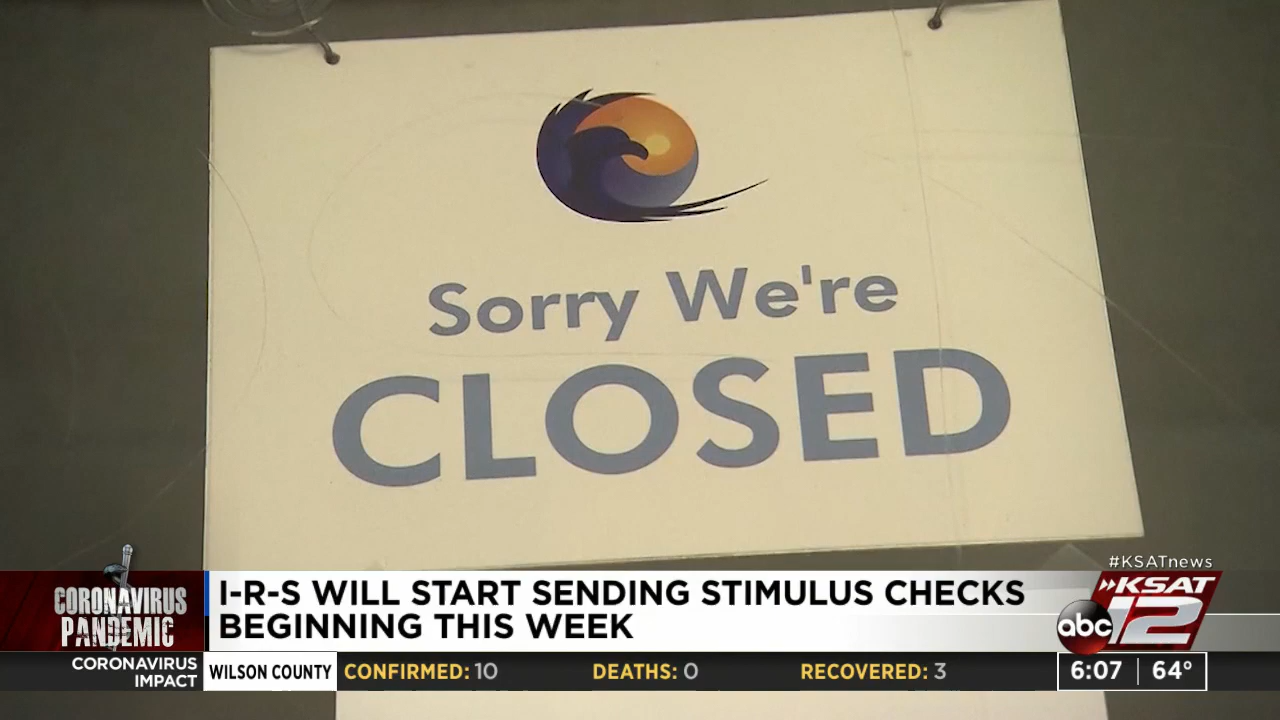 Sorry We're
CLOSED
#KSATnews
CORONAVIRUS
PANDEMIC
I-R-S WILL START SENDING STIMULUS CHECKS
BEGINNING THIS WEEK
abc
KSAT
12
CORONAVIRUS
IMPACT
WILSON COUNTY
CONFIRMED: 10
DEATHS: 0
RECOVERED: 3
6:07
64°